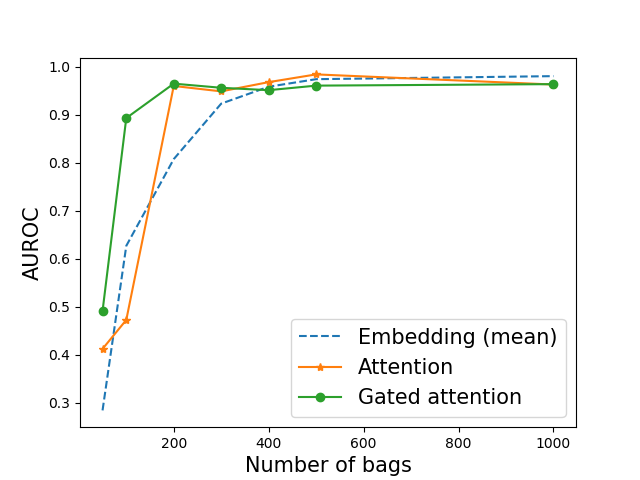 1.0
0.9
0.8
0.7
0.6
0.5
0.4
0.3
AUROC
200 400 600 800 1000
Number of bags
Embedding (mean)
Attention
Gated attention